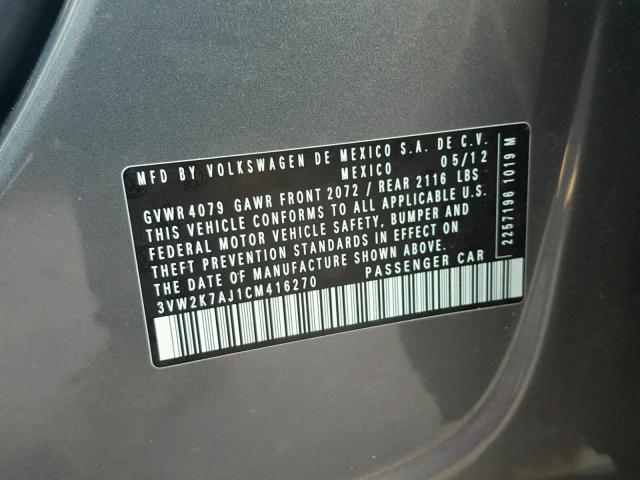 MFD BY VOLKSWAGEN DE MEXICO S.A. DE C.V.
MEXICO 05/12
GVWR 4079 GAWR FRONT 2072 / REAR 2116 LBS
THIS VEHICLE CONFORMS TO ALL APPLICABLE U.S.
FEDERAL MOTOR VEHICLE SAFETY, BUMPER AND
THEFT PREVENTION STANDARDS IN EFFECT ON
THE DATE OF MANUFACTURE SHOWN ABOVE.
3VW2K7AJ1CM416270 PASSENGER CAR
2257196 1019 M